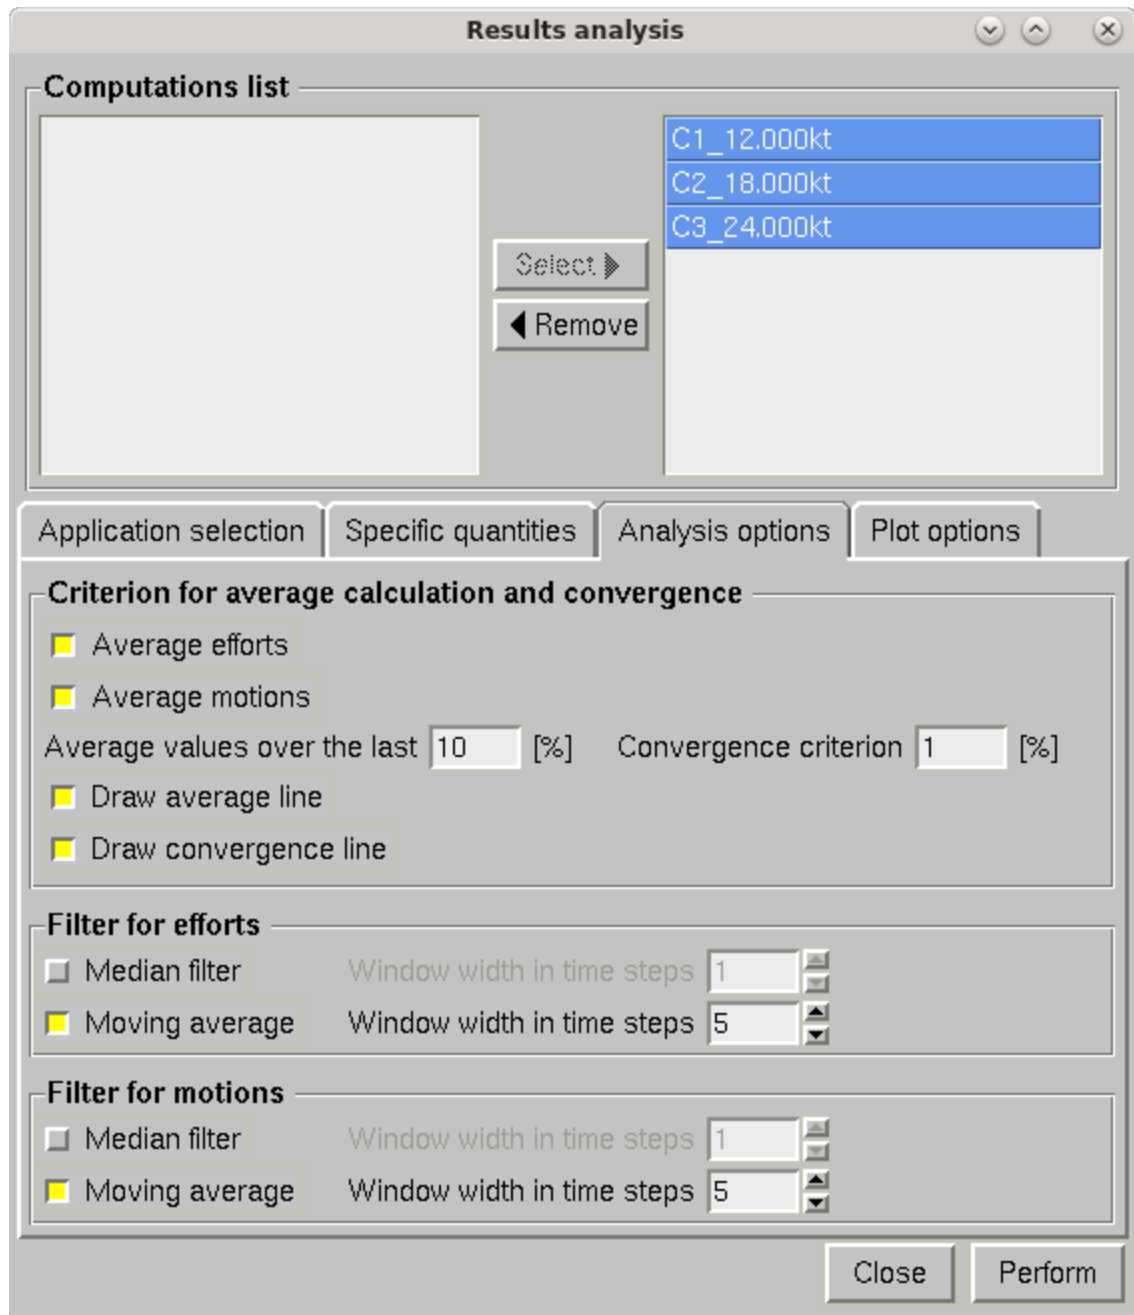 Results analysis
Computations list
C1_12.000kt
C2_18.000kt
C3_24.000kt
Select
Remove
Application selection Specific quantities Analysis options Plot options
Criterion for average calculation and convergence
Average efforts
Average motions
Average values over the last 10 [%] Convergence criterion 1 [%]
Draw average line
Draw convergence line
Filter for efforts
Median filter Window width in time steps 1
Moving average Window width in time steps 5
Filter for motions
Median filter Window width in time steps 1
Moving average Window width in time steps 5
Close Perform